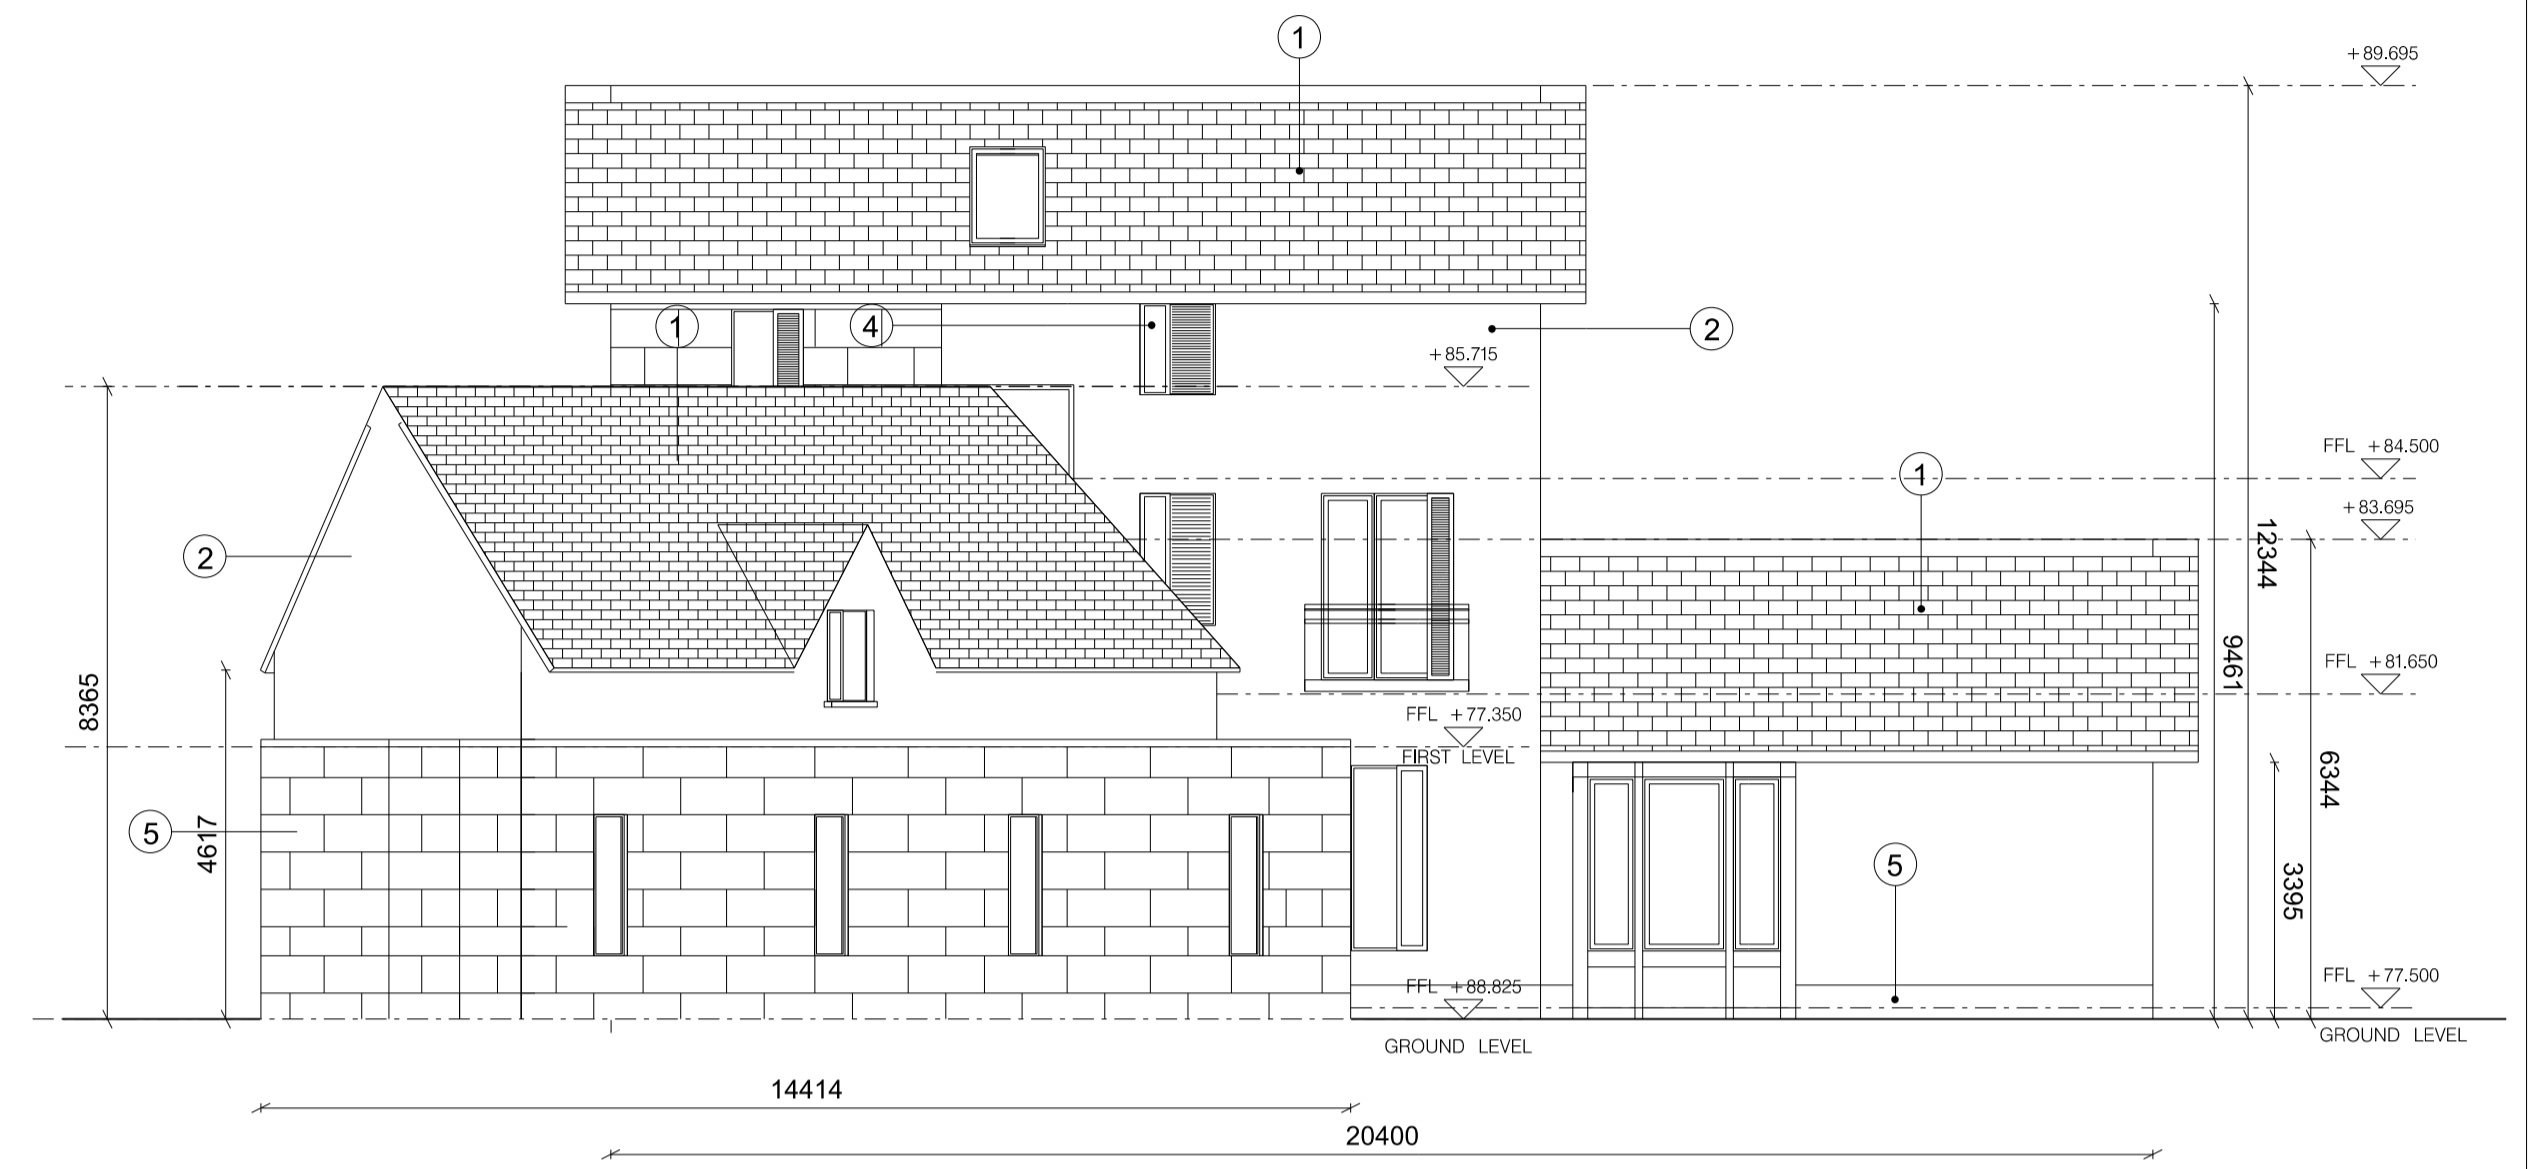 1
+89.695
1
4
2
+85.715
FFL +84.500
1
+83.695
12344
2
9461
FFL +81.650
8365
FFL +77.350
FIRST LEVEL
6344
5
4617
5
3395
FFL +88.825
FFL +77.500
GROUND LEVEL
GROUND LEVEL
14414
20400